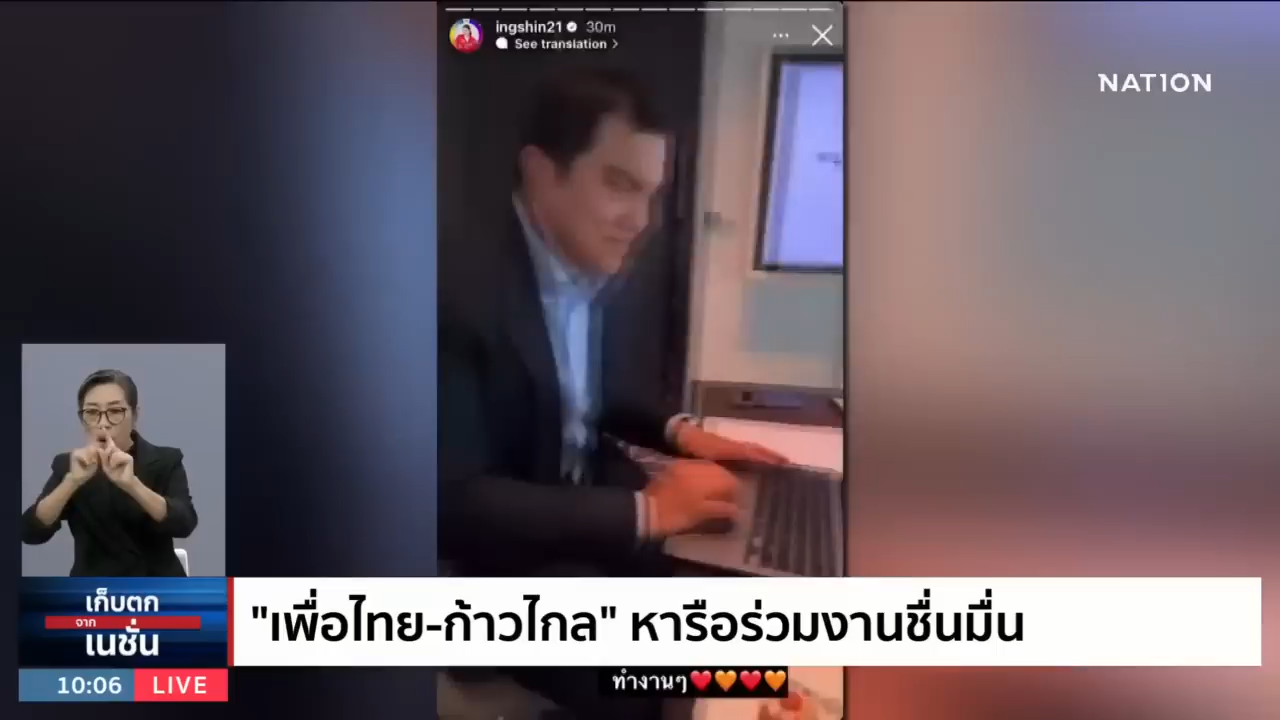 ingshin21 30m
See translation >
NATION
เก็บตก
จาก
เนชั่น
"เพื่อไทย-ก้าวไกล" หารือร่วมงานชื่นมื่น
10:06 LIVE
ทำงานๆ❤️🧡❤️🧡